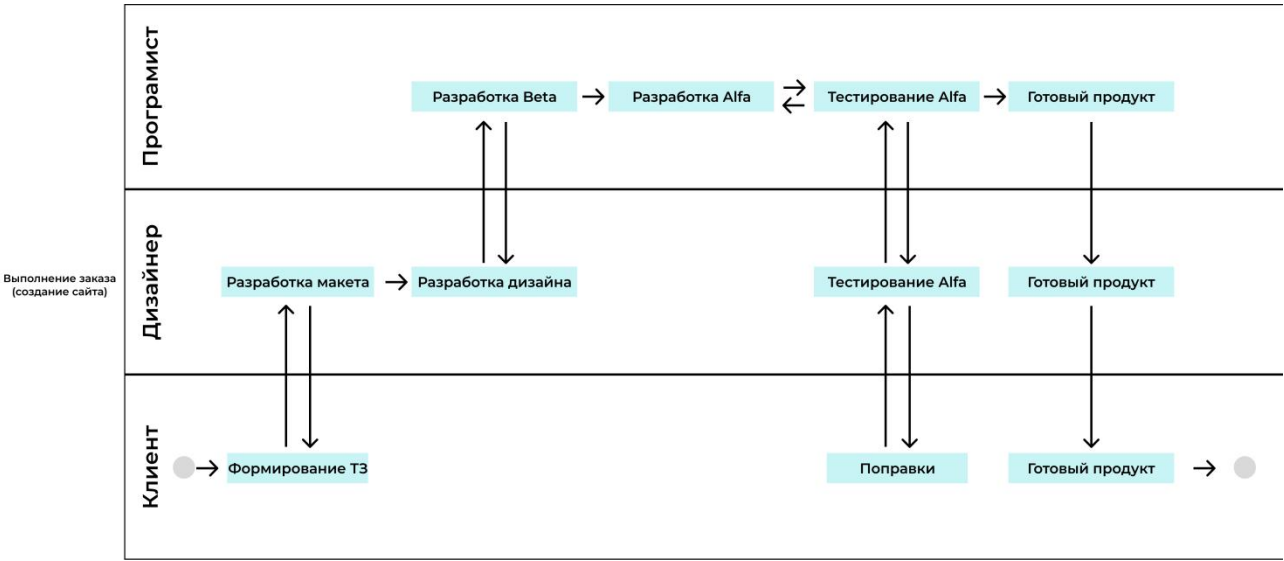 Выполнение заказа
(создание сайта)
Програмист
Разработка Beta
Разработка Alfa
Тестирование Alfa
Готовый продукт
Дизайнер
Разработка макета
Разработка дизайна
Тестирование Alfa
Готовый продукт
Клиент
Формирование ТЗ
Поправки
Готовый продукт